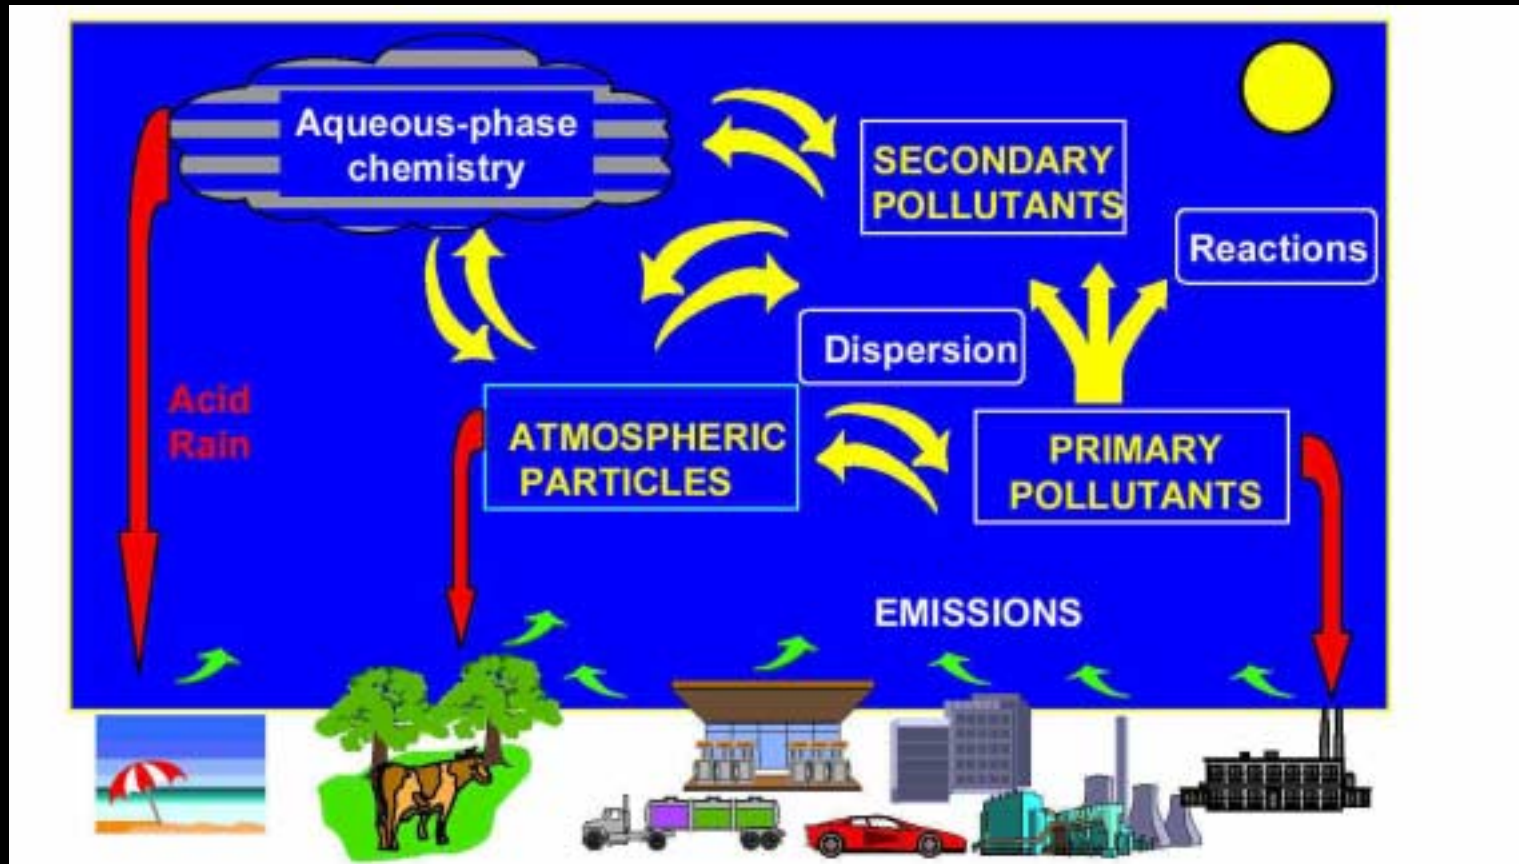 Aqueous-phase
chemistry
SECONDARY
POLLUTANTS
Reactions
Dispersion
Acid
Rain
ATMOSPHERIC
PARTICLES
PRIMARY
POLLUTANTS
EMISSIONS